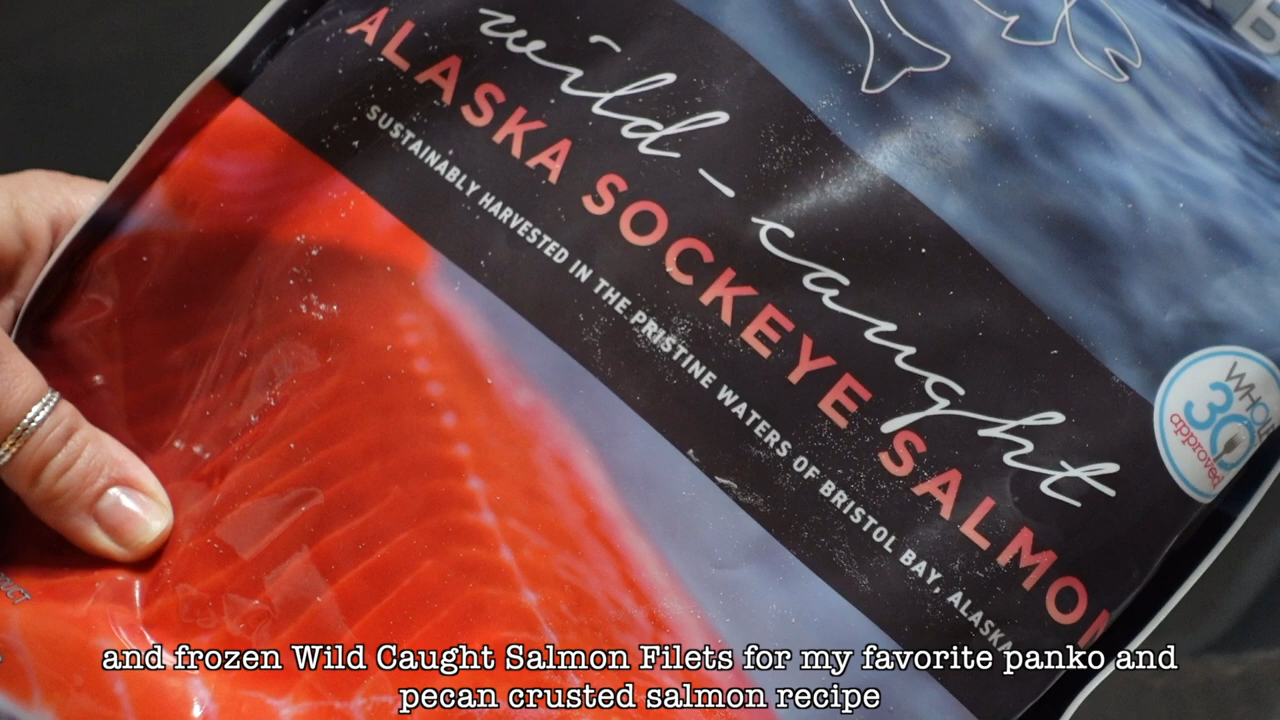 wild-caught
ALASKA SOCKEYE SALMON
SUSTAINABLY HARVESTED IN THE PRISTINE WATERS OF BRISTOL BAY, ALASKA
WHOLE
30
approved
and frozen Wild Caught Salmon Filets for my favorite panko and
pecan crusted salmon recipe